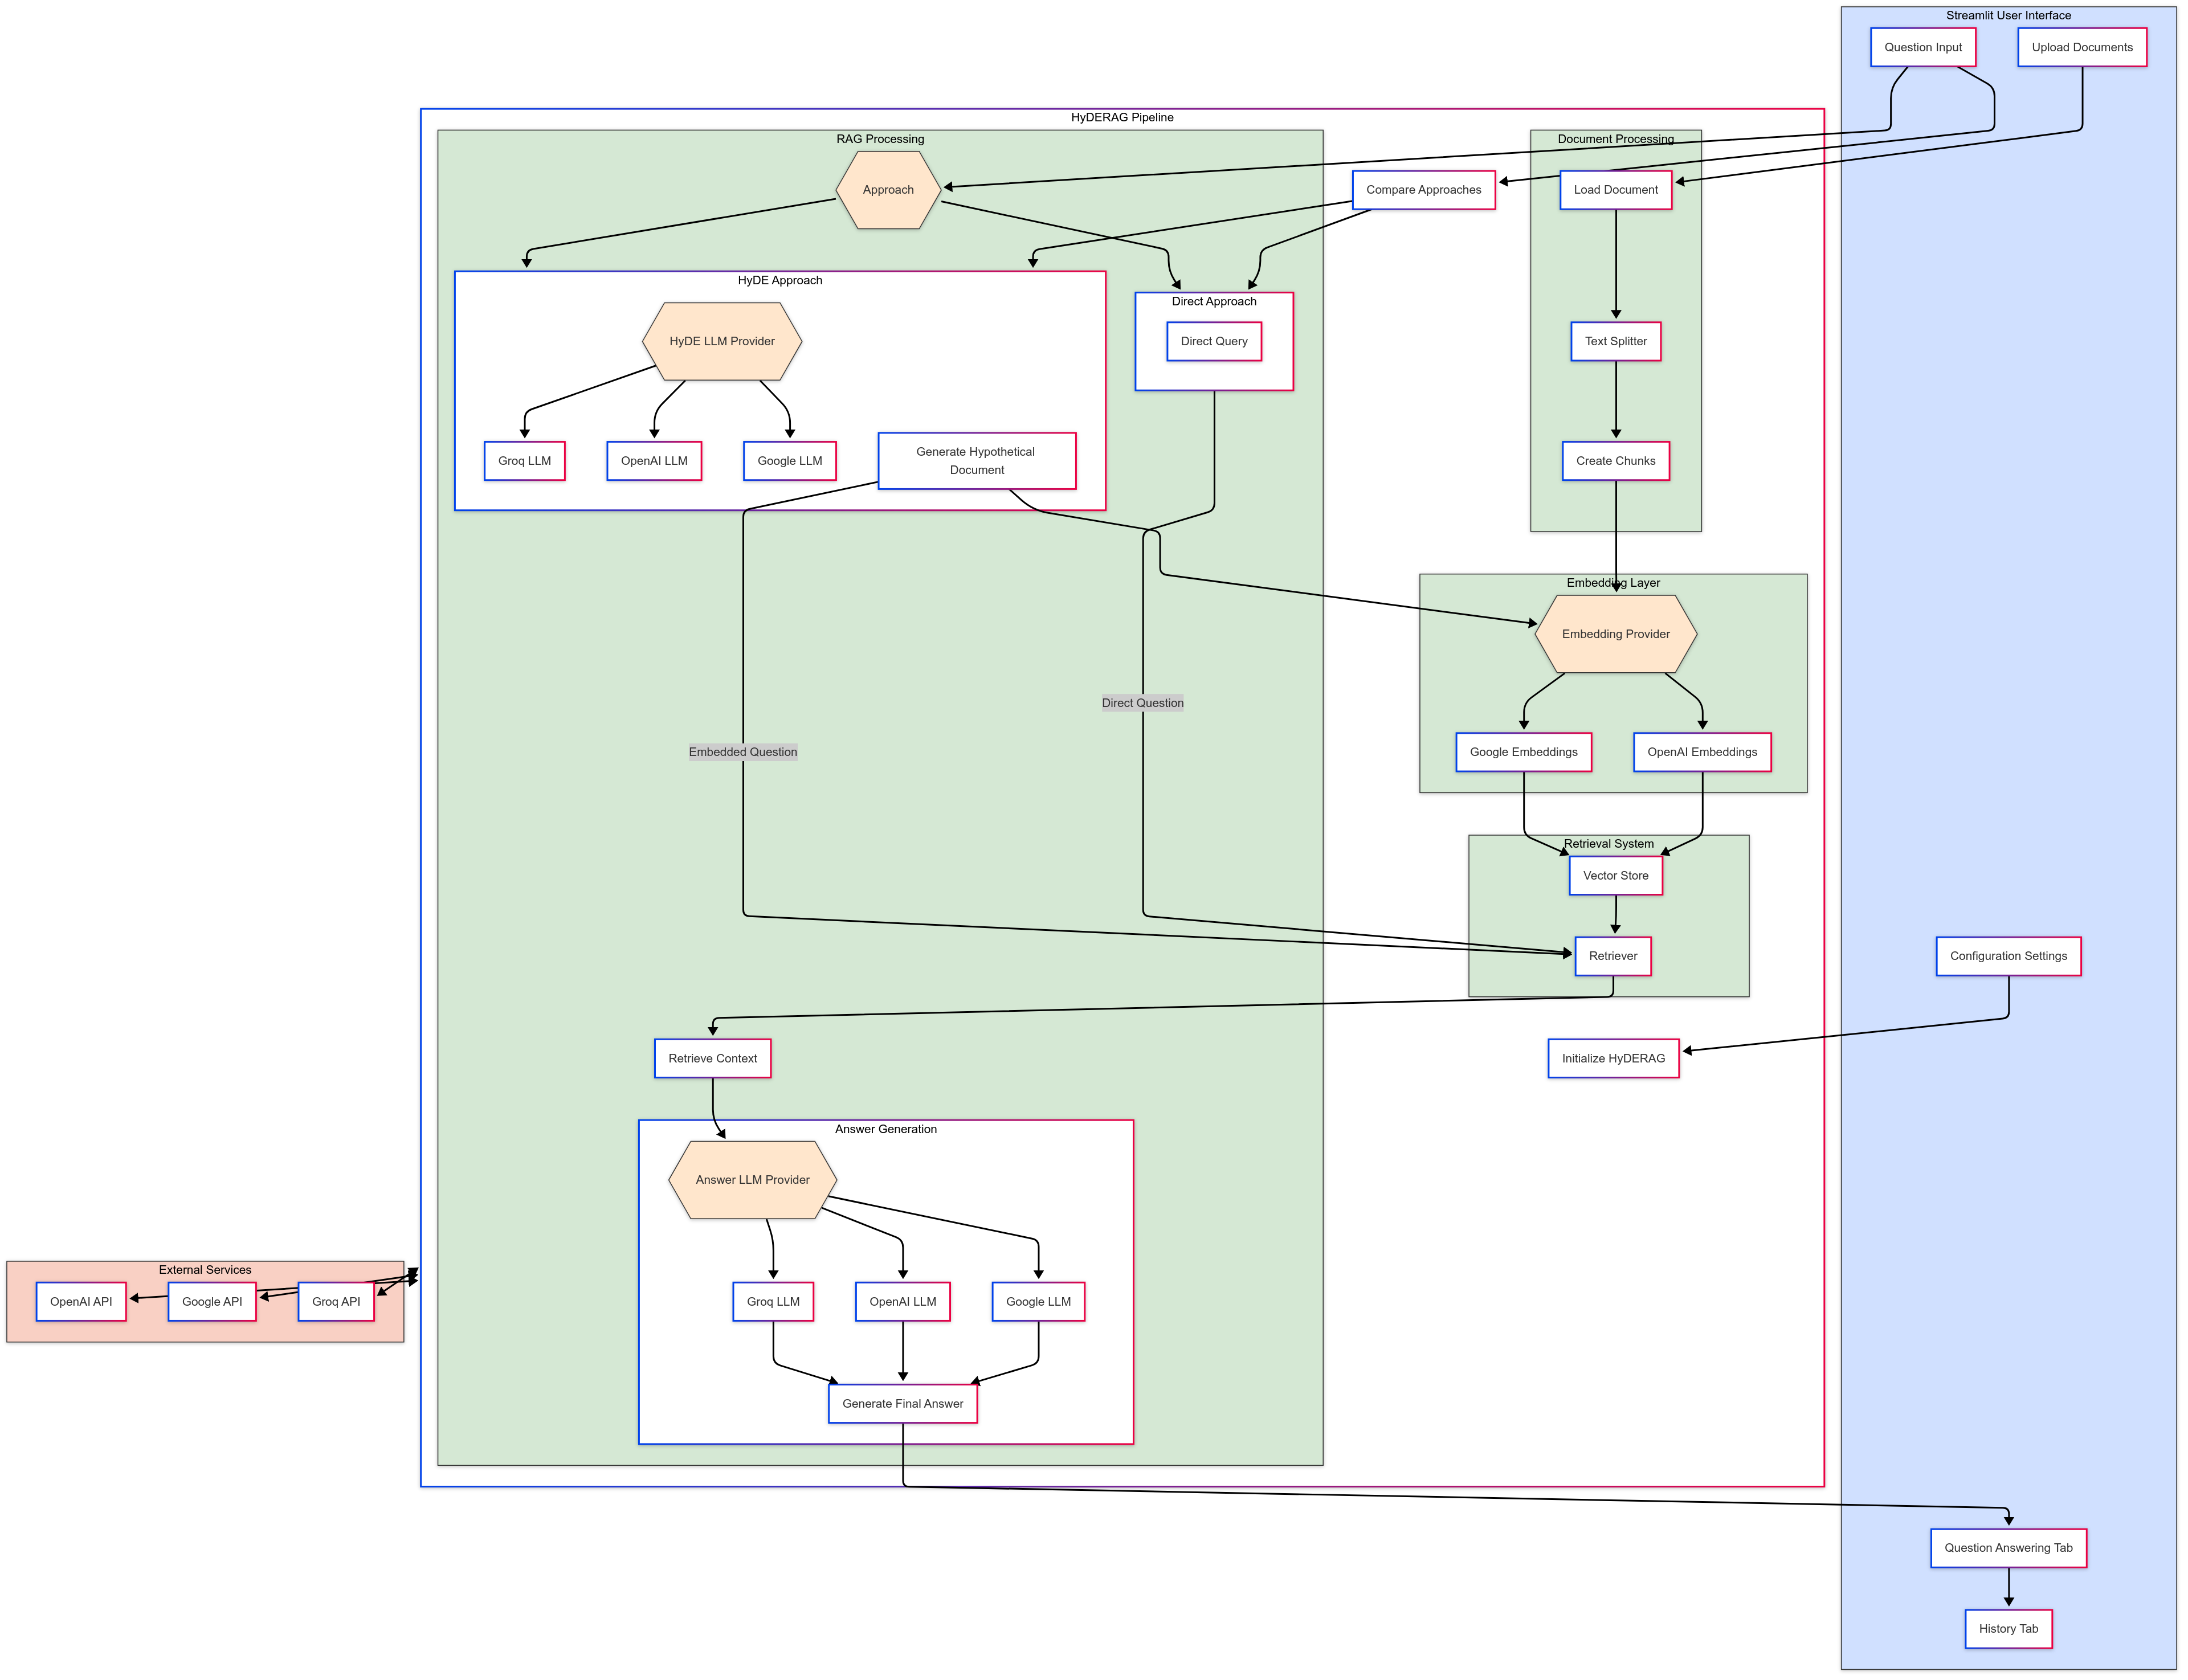 Streamlit User Interface
Question Input
Upload Documents
HyDERAG Pipeline
RAG Processing
Document Processing
Approach
Compare Approaches
Load Document
HyDE Approach
Direct Approach
HyDE LLM Provider
Direct Query
Text Splitter
Groq LLM
OpenAI LLM
Google LLM
Generate Hypothetical
Document
Create Chunks
Embedding Layer
Embedding Provider
Direct Question
Embedded Question
Google Embeddings
OpenAI Embeddings
Retrieval System
Vector Store
Retriever
Configuration Settings
Retrieve Context
Initialize HyDERAG
Answer Generation
Answer LLM Provider
External Services
OpenAI API
Google API
Groq API
Groq LLM
OpenAI LLM
Google LLM
Generate Final Answer
Question Answering Tab
History Tab